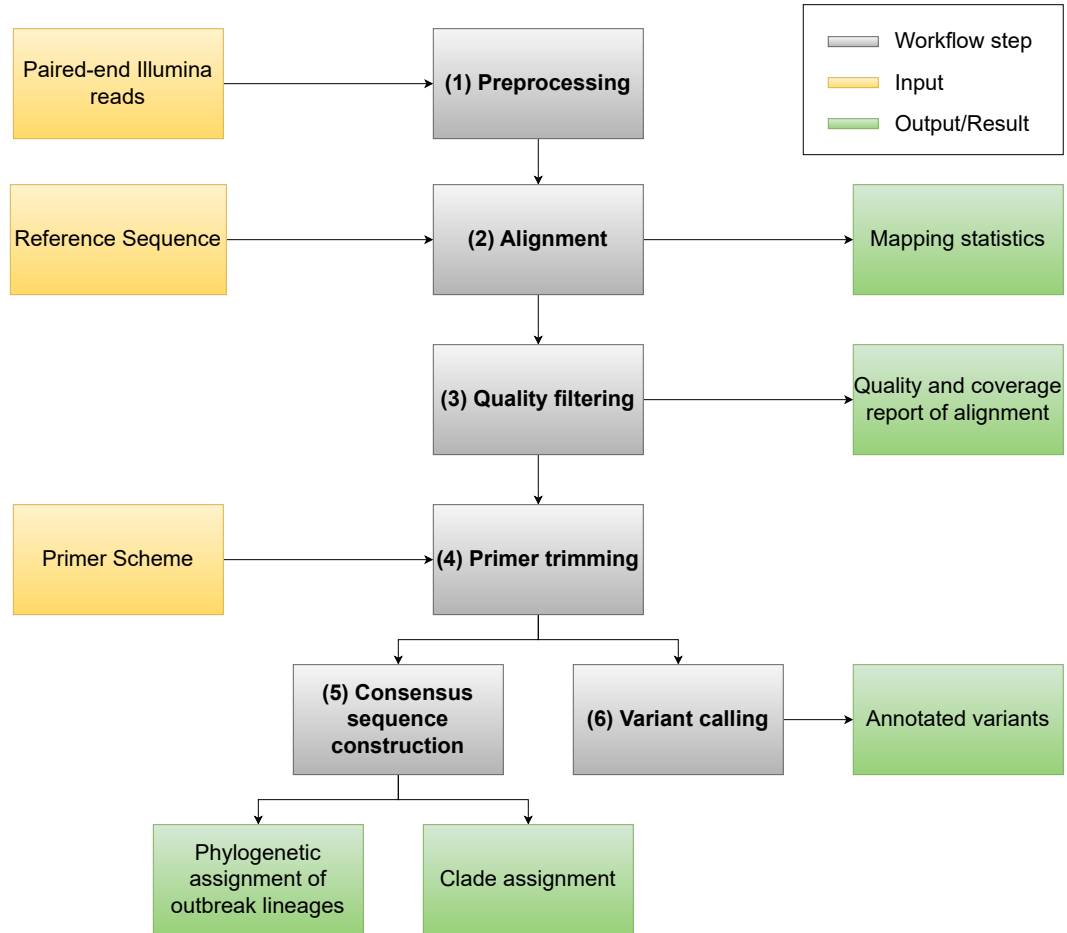 Paired-end Illumina
reads
(1) Preprocessing
Workflow step
Input
Output/Result
Reference Sequence
(2) Alignment
Mapping statistics
(3) Quality filtering
Quality and coverage
report of alignment
Primer Scheme
(4) Primer trimming
(5) Consensus
sequence
construction
(6) Variant calling
Annotated variants
Phylogenetic
assignment of
outbreak lineages
Clade assignment